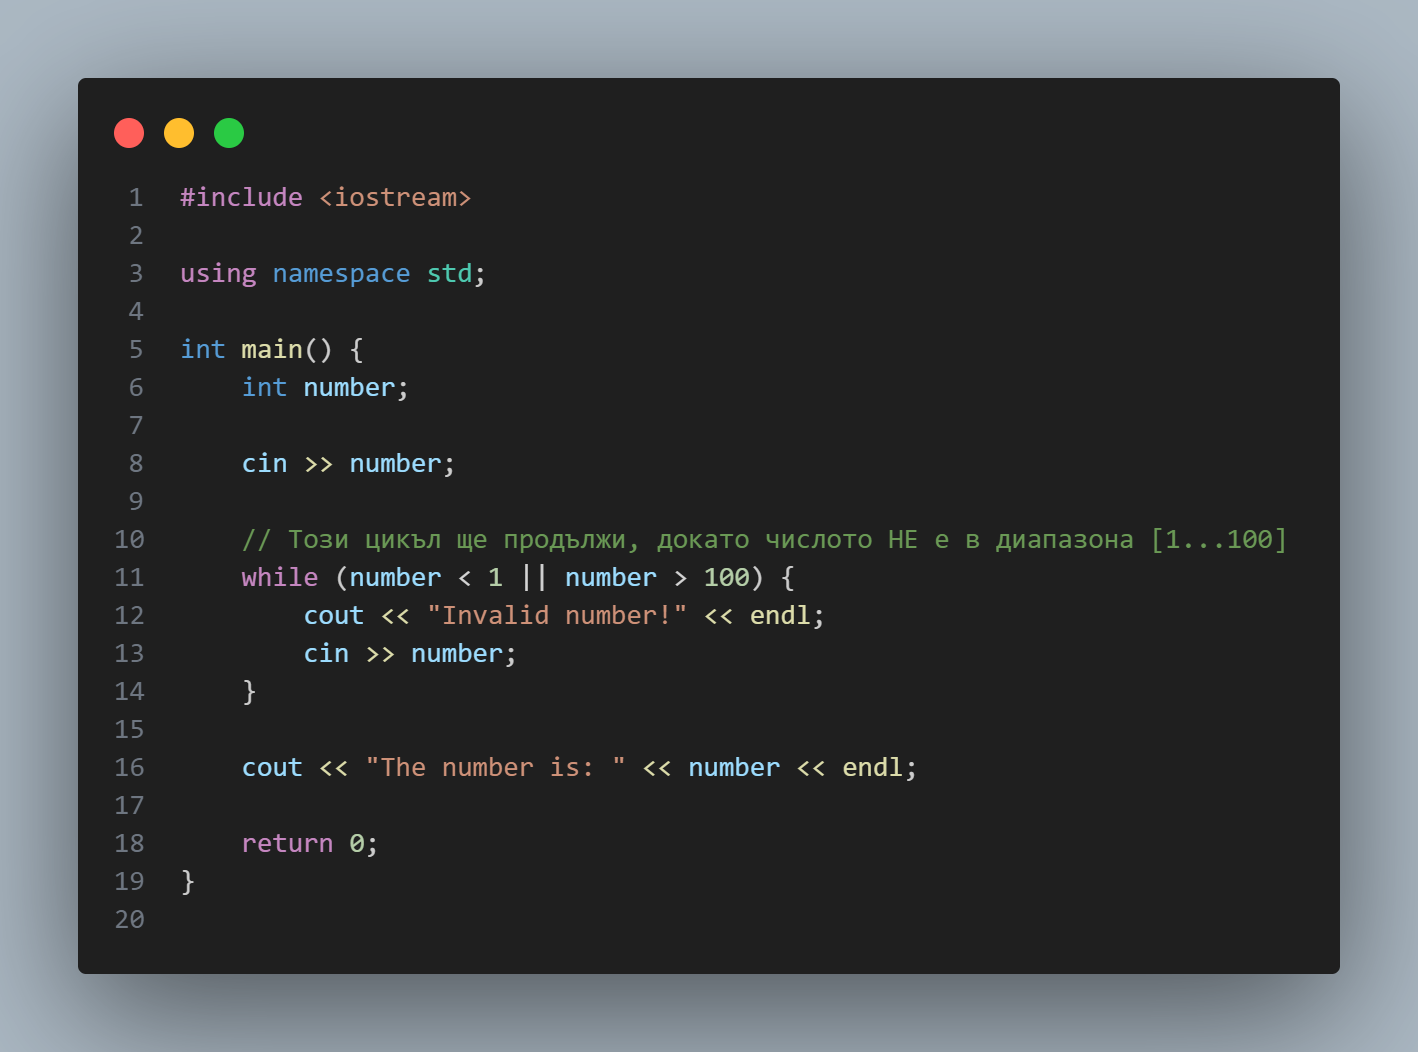 1 #include <iostream>
2
3 using namespace std;
4
5 int main() {
6     int number;
7
8     cin >> number;
9
10     // Този цикъл ще продължи, докато числото НЕ е в диапазона [1...100]
11     while (number < 1 || number > 100) {
12         cout << "Invalid number!" << endl;
13         cin >> number;
14     }
15
16     cout << "The number is: " << number << endl;
17
18     return 0;
19 }
20